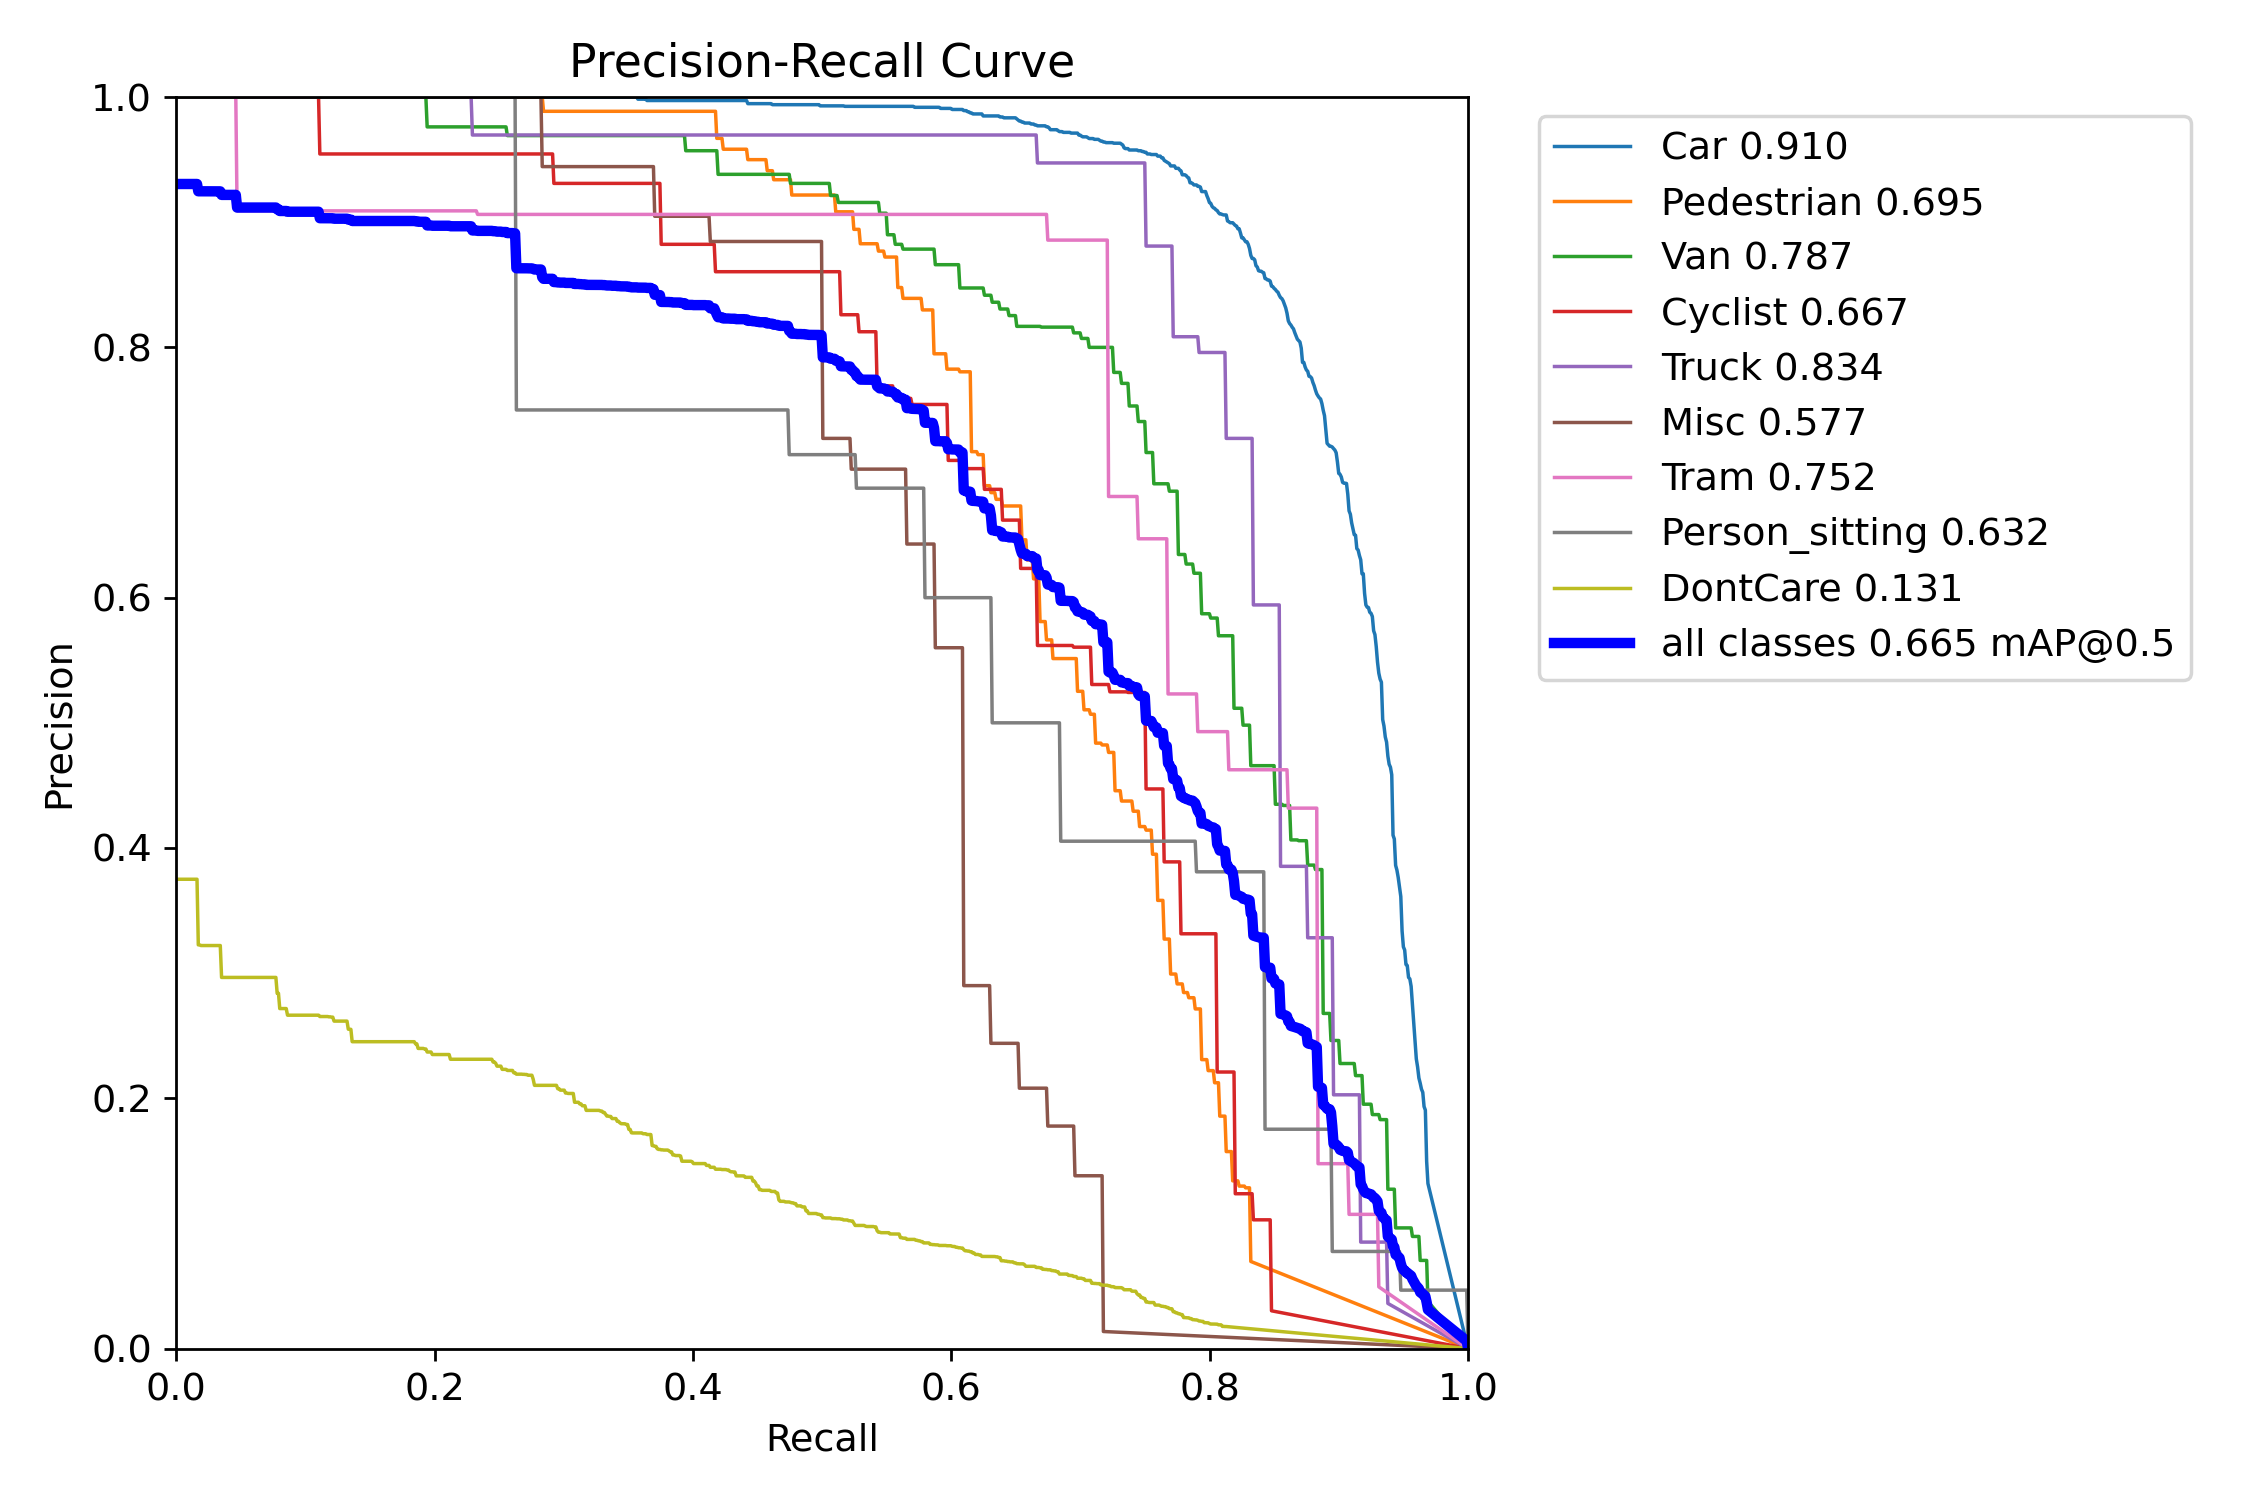 Precision-Recall Curve
1.0
0.8
0.6
0.4
0.2
0.0
Precision
0.0 0.2 0.4 0.6 0.8 1.0
Recall
Car 0.910
Pedestrian 0.695
Van 0.787
Cyclist 0.667
Truck 0.834
Misc 0.577
Tram 0.752
Person_sitting 0.632
DontCare 0.131
all classes 0.665 mAP@0.5